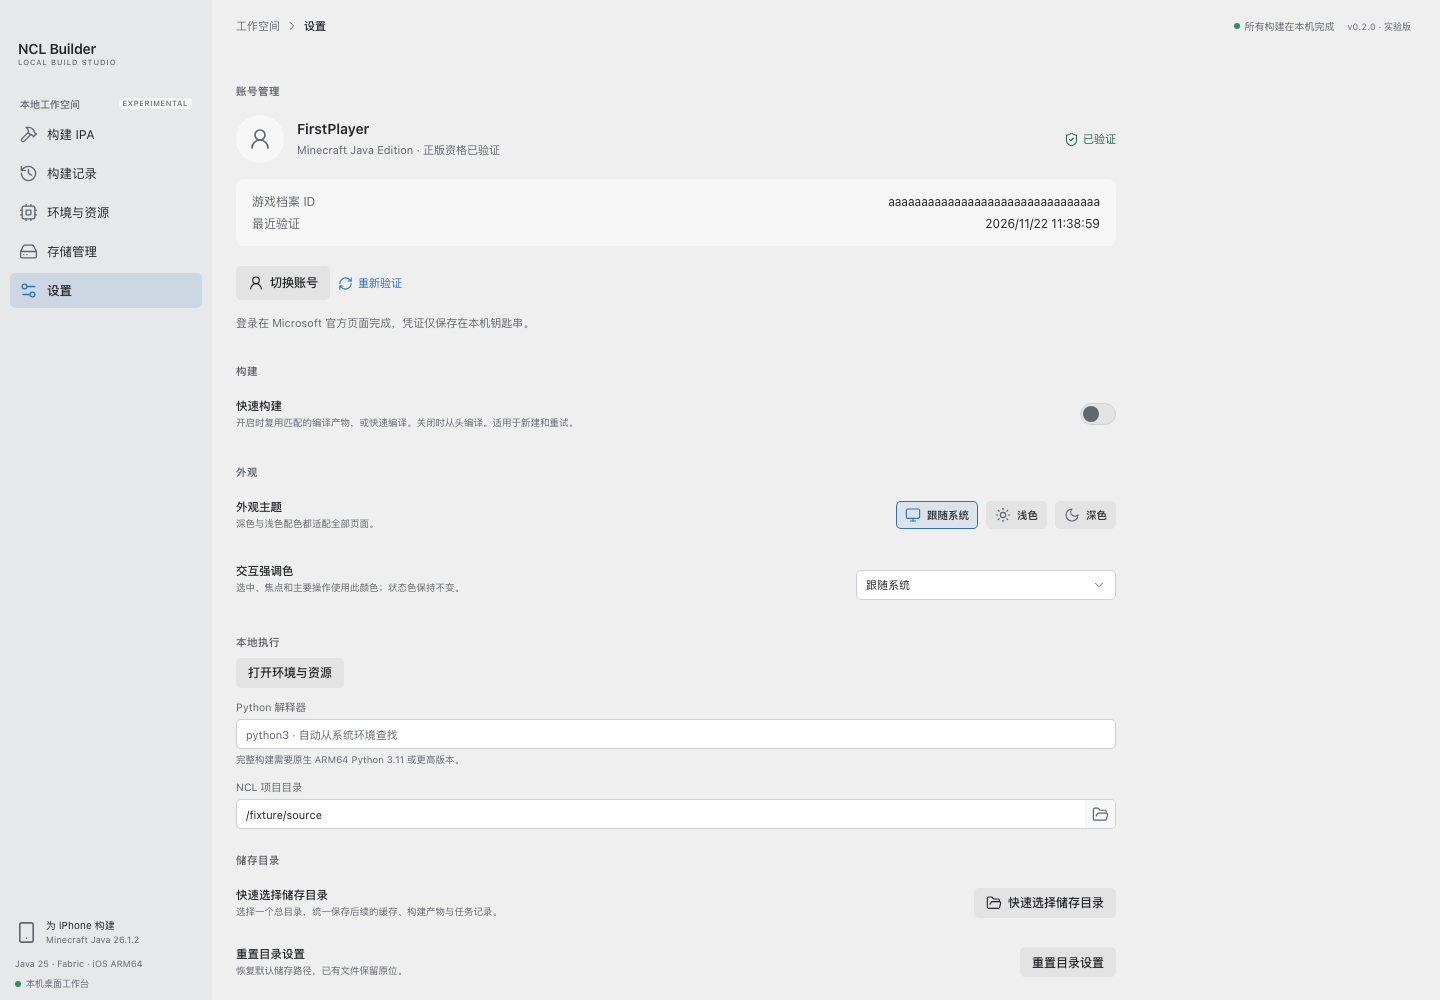 NCL Builder
LOCAL BUILD STUDIO
本地工作空间
EXPERIMENTAL
构建 IPA
构建记录
环境与资源
存储管理
设置
为 iPhone 构建
Minecraft Java 26.1.2
Java 25 · Fabric · iOS ARM64
本机桌面工作台
工作空间 > 设置
所有构建在本机完成
v0.2.0 · 实验版
账号管理
FirstPlayer
Minecraft Java Edition · 正版资格已验证
已验证
游戏档案 ID
aaaaaaaaaaaaaaaaaaaaaaaaaaaaaaaa
最近验证
2026/11/22 11:38:59
切换账号
重新验证
登录在 Microsoft 官方页面完成，凭证仅保存在本机钥匙串。
构建
快速构建
开启时复用匹配的编译产物，或快速编译。关闭时从头编译。适用于新建和重试。
外观
外观主题
深色与浅色配色都适配全部页面。
跟随系统
浅色
深色
交互强调色
选中、焦点和主要操作使用此颜色；状态色保持不变。
跟随系统
本地执行
打开环境与资源
Python 解释器
python3 · 自动从系统环境查找
完整构建需要原生 ARM64 Python 3.11 或更高版本。
NCL 项目目录
/fixture/source
储存目录
快速选择储存目录
选择一个总目录，统一保存后续的缓存、构建产物与任务记录。
快速选择储存目录
重置目录设置
恢复默认储存路径，已有文件保留原位。
重置目录设置